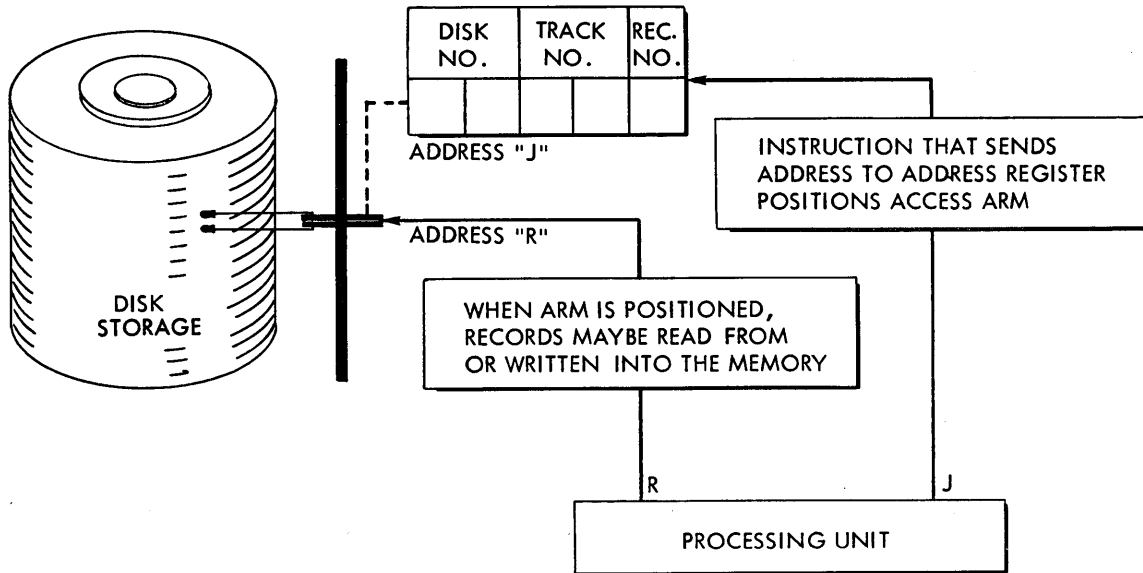 DISK NO.
TRACK NO.
REC. NO.
ADDRESS "J"
INSTRUCTION THAT SENDS
ADDRESS TO ADDRESS REGISTER
POSITIONS ACCESS ARM
ADDRESS "R"
DISK
STORAGE
WHEN ARM IS POSITIONED,
RECORDS MAYBE READ FROM
OR WRITTEN INTO THE MEMORY
R
J
PROCESSING UNIT